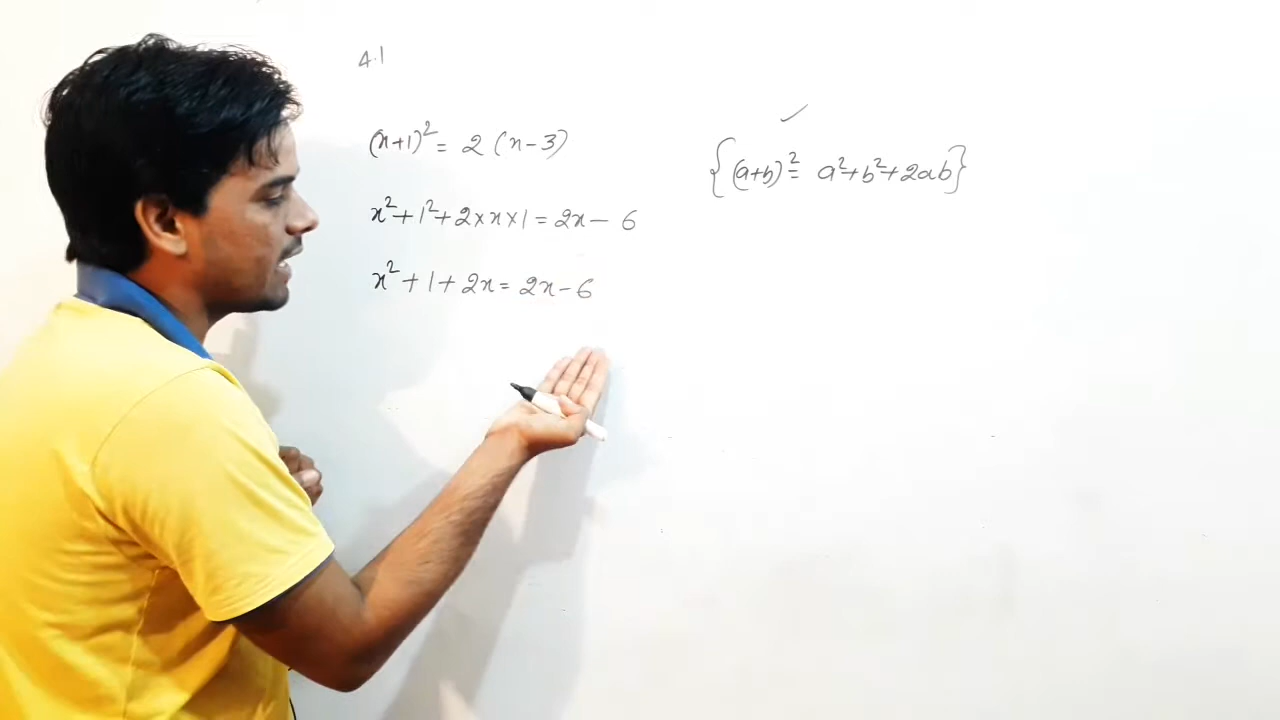 4.1
(x+1)² = 2 (x-3)
{(a+b)² = a²+b²+2ab}
x²+1²+2×x×1 = 2x- 6
x²+1+2x = 2x-6